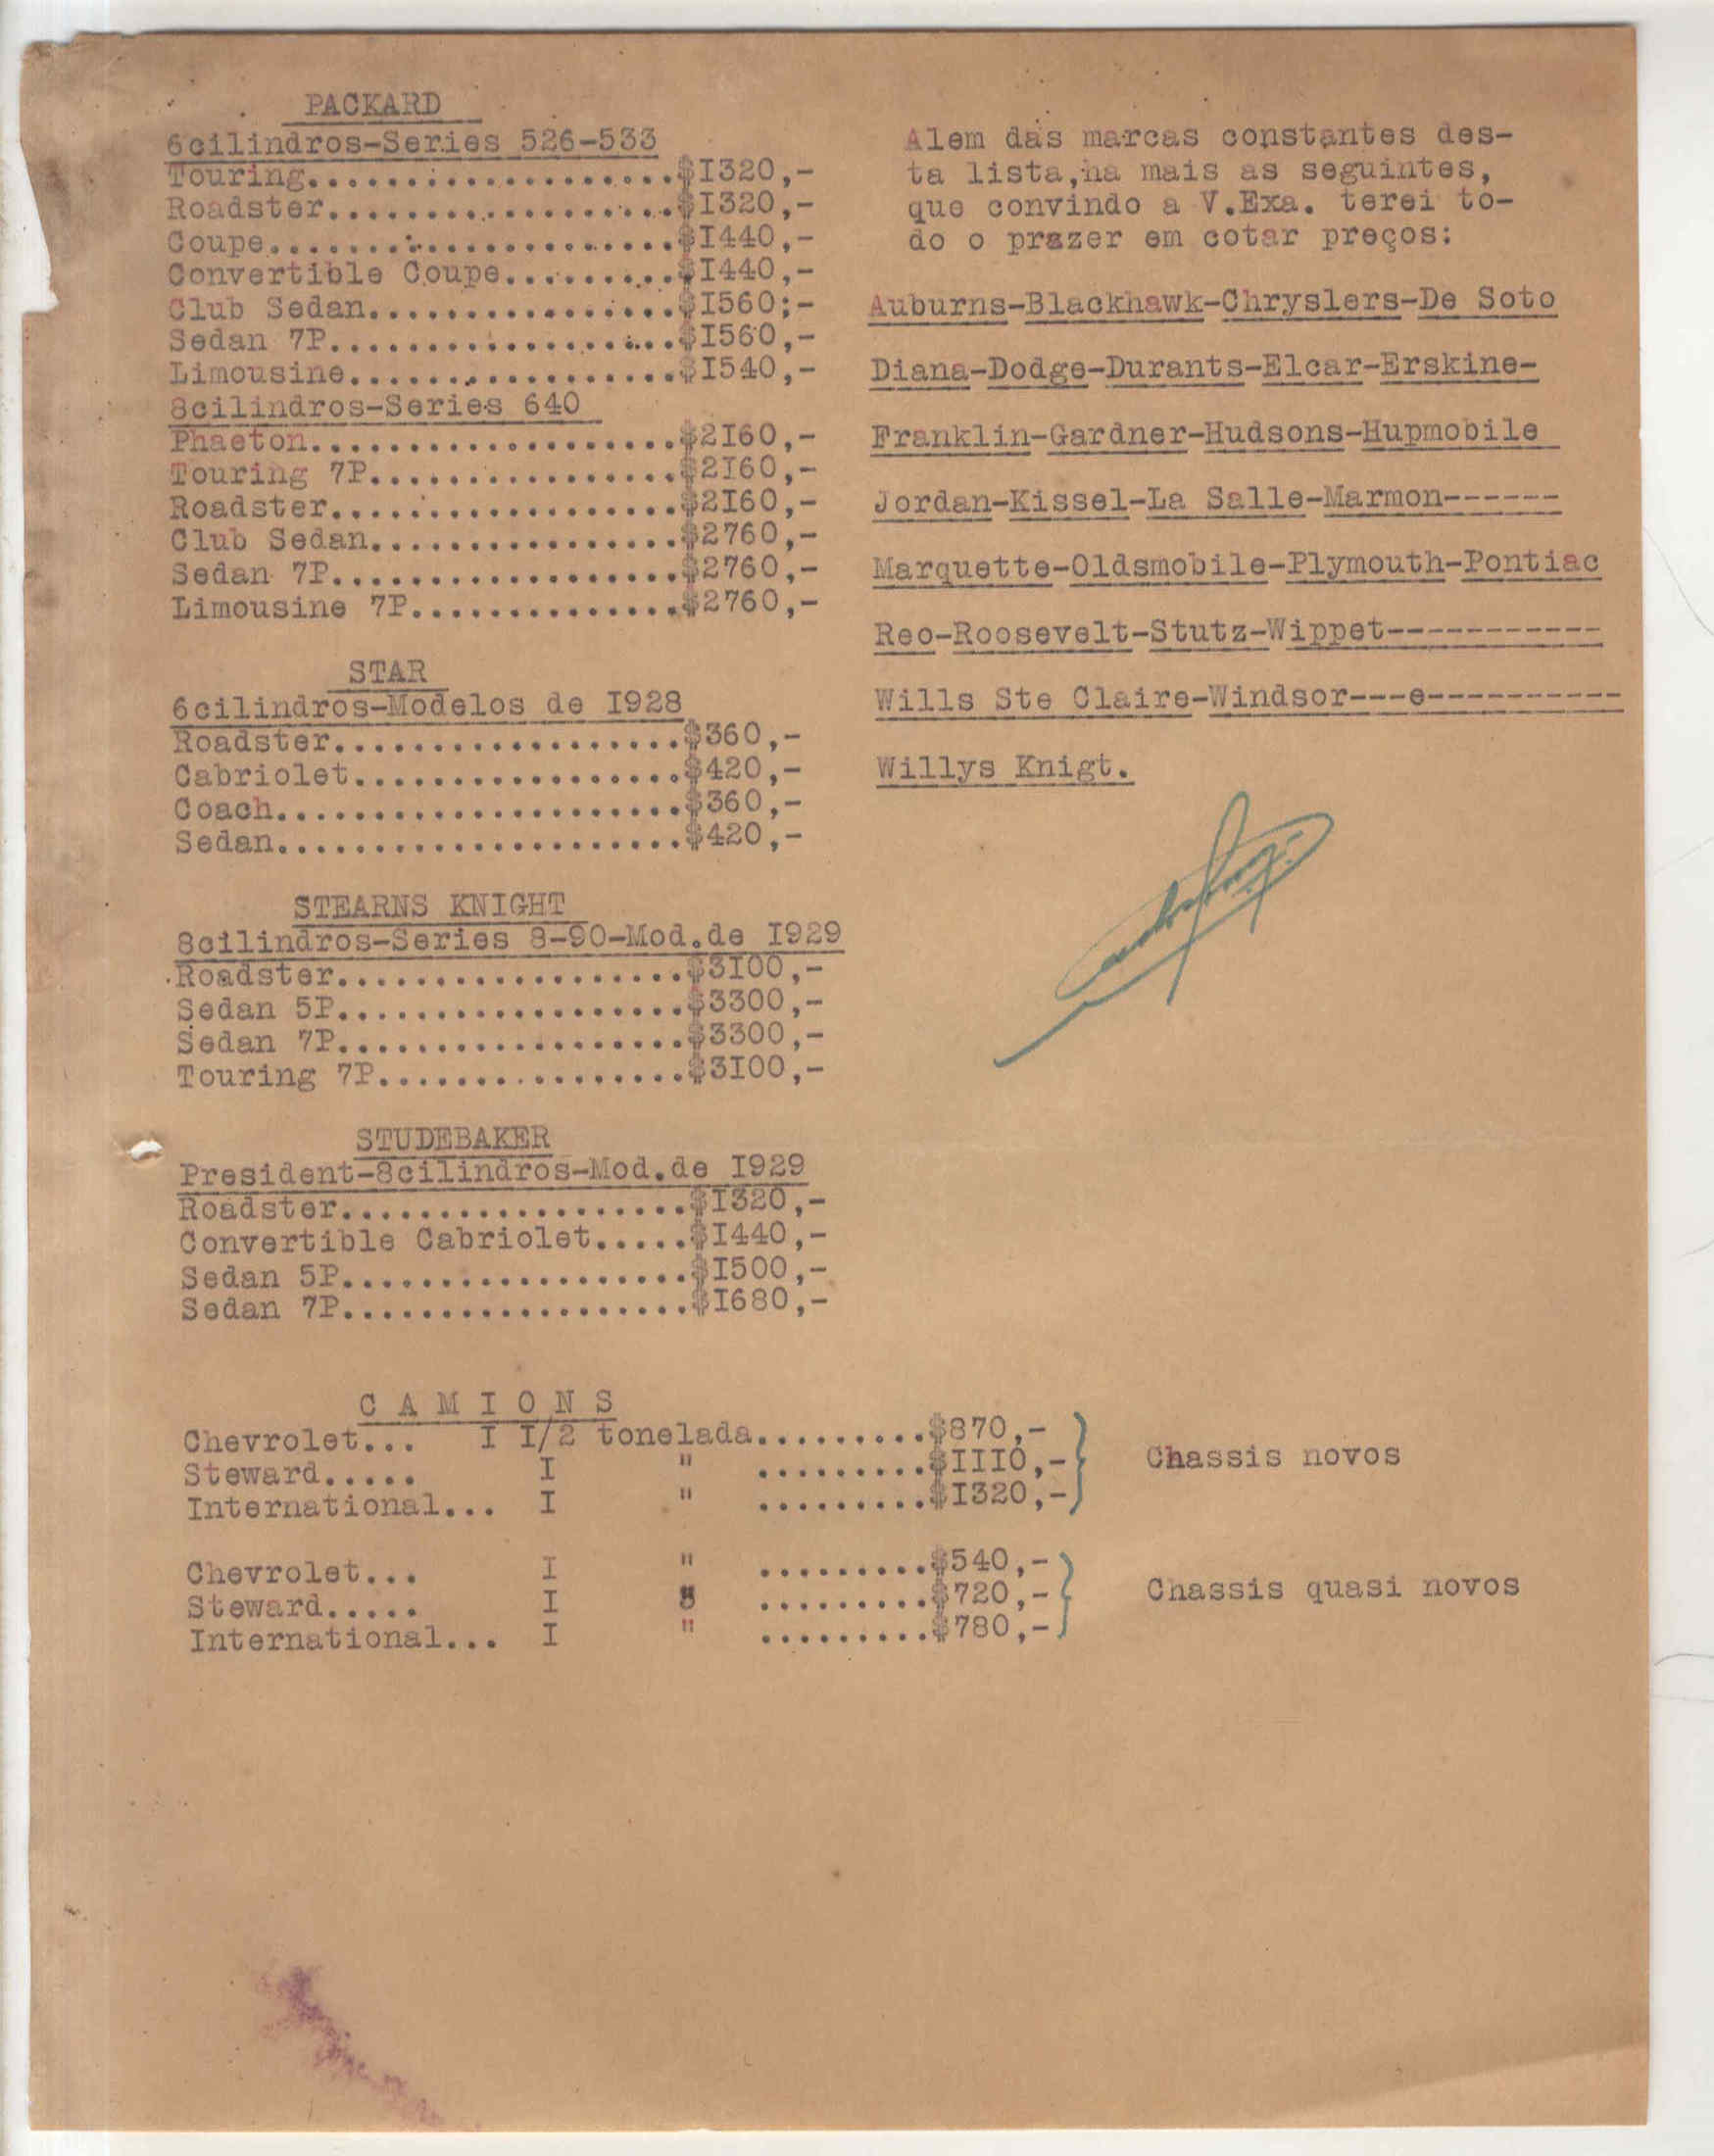 PACKARD
6cilindros-Series 526-533
Touring...................$I320,-
Roadster..................$I320,-
Coupe.....................$I440,-
Convertible Coupe.........$I440,-
Club Sedan................$I560;-
Sedan 7P..................$I560,-
Limousine.................$I540,-
8cilindros-Series 640
Phaeton...................$2I60,-
Touring 7P................$2I60,-
Roadster..................$2I60,-
Club Sedan................$2760,-
Sedan 7P..................$2760,-
Limousine 7P..............$2760,-
STAR
6cilindros-Modelos de I928
Roadster..................$360,-
Cabriolet.................$420,-
Coach.....................$360,-
Sedan.....................$420,-
STEARNS KNIGHT
8cilindros-Series 8-90-Mod.de I929
Roadster..................$3I00,-
Sedan 5P..................$3300,-
Sedan 7P..................$3300,-
Touring 7P................$3I00,-
STUDEBAKER
President-8cilindros-Mod.de I929
Roadster..................$I320,-
Convertible Cabriolet.....$I440,-
Sedan 5P..................$I500,-
Sedan 7P..................$I680,-
Alem das marcas constantes des-
ta lista,ha mais as seguintes,
que convindo a V.Exa. terei to-
do o prazer em cotar preços:
Auburns-Blackhawk-Chryslers-De Soto
Diana-Dodge-Durants-Elcar-Erskine-
Franklin-Gardner-Hudsons-Hupmobile
Jordan-Kissel-La Salle-Marmon------
Marquette-Oldsmobile-Plymouth-Pontiac
Reo-Roosevelt-Stutz-Wippet-----------
Wills Ste Claire-Windsor---e----------
Willys Knigt.
C A M I O N S
Chevrolet... I I/2 tonelada.........$870,-
Steward..... I " .........$III0,- Chassis novos
International... I " .........$I320,-
Chevrolet... I " .........$540,-
Steward..... I " .........$720,- Chassis quasi novos
International... I " .........$780,-